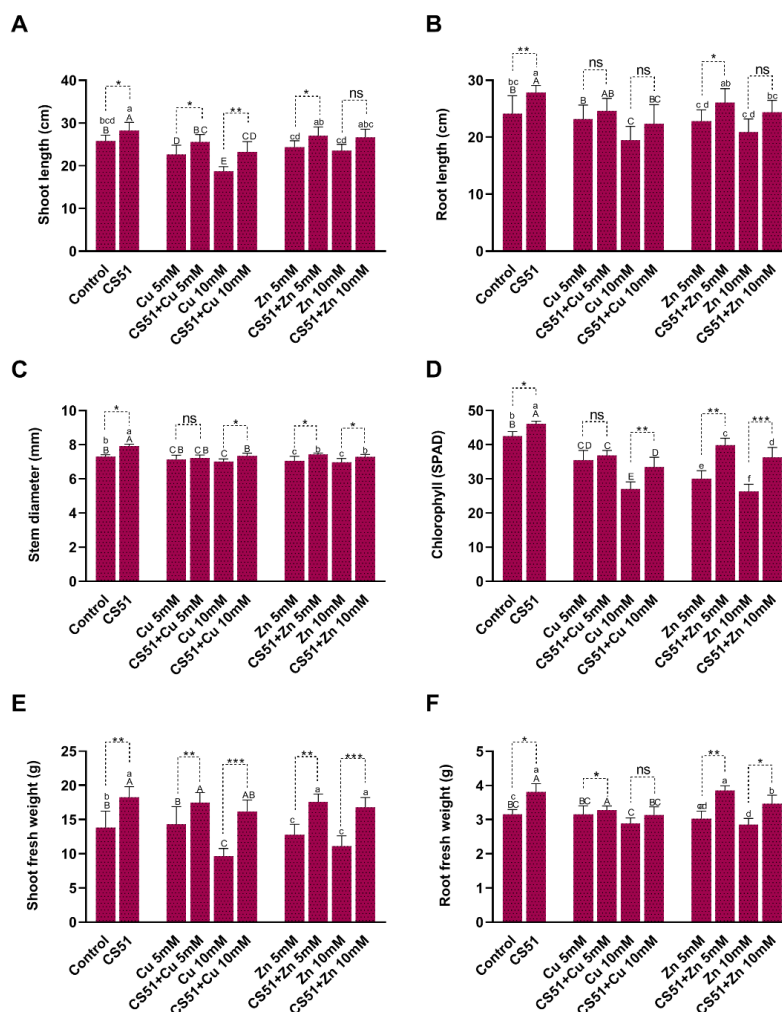 A
Shoot length (cm)
40
30
20
10
0
*
*
**
*
ns
bcd
B
a
A
D
BC
E
CD
cd
ab
cd
abc
Control
CS51
Cu 5mM
CS51+Cu 5mM
Cu 10mM
CS51+Cu 10mM
Zn 5mM
CS51+Zn 5mM
Zn 10mM
CS51+Zn 10mM
B
Root length (cm)
30
20
10
0
**
ns
ns
*
ns
bc
B
a
A
B
AB
C
BC
cd
ab
cd
bc
Control
CS51
Cu 5mM
CS51+Cu 5mM
Cu 10mM
CS51+Cu 10mM
Zn 5mM
CS51+Zn 5mM
Zn 10mM
CS51+Zn 10mM
C
Stem diameter (mm)
10
8
6
4
2
0
*
ns
*
*
*
b
B
a
A
CB
CB
C
B
c
b
c
b
Control
CS51
Cu 5mM
CS51+Cu 5mM
Cu 10mM
CS51+Cu 10mM
Zn 5mM
CS51+Zn 5mM
Zn 10mM
CS51+Zn 10mM
D
Chlorophyll (SPAD)
50
40
30
20
10
0
*
ns
**
**
***
b
B
a
A
CD
C
E
D
e
c
f
d
Control
CS51
Cu 5mM
CS51+Cu 5mM
Cu 10mM
CS51+Cu 10mM
Zn 5mM
CS51+Zn 5mM
Zn 10mM
CS51+Zn 10mM
E
Shoot fresh weight (g)
25
20
15
10
5
0
**
**
***
**
***
b
B
a
A
B
A
C
AB
c
a
c
a
Control
CS51
Cu 5mM
CS51+Cu 5mM
Cu 10mM
CS51+Cu 10mM
Zn 5mM
CS51+Zn 5mM
Zn 10mM
CS51+Zn 10mM
F
Root fresh weight (g)
5
4
3
2
1
0
*
*
ns
**
*
c
BC
a
A
BC
A
C
BC
cd
a
d
b
Control
CS51
Cu 5mM
CS51+Cu 5mM
Cu 10mM
CS51+Cu 10mM
Zn 5mM
CS51+Zn 5mM
Zn 10mM
CS51+Zn 10mM